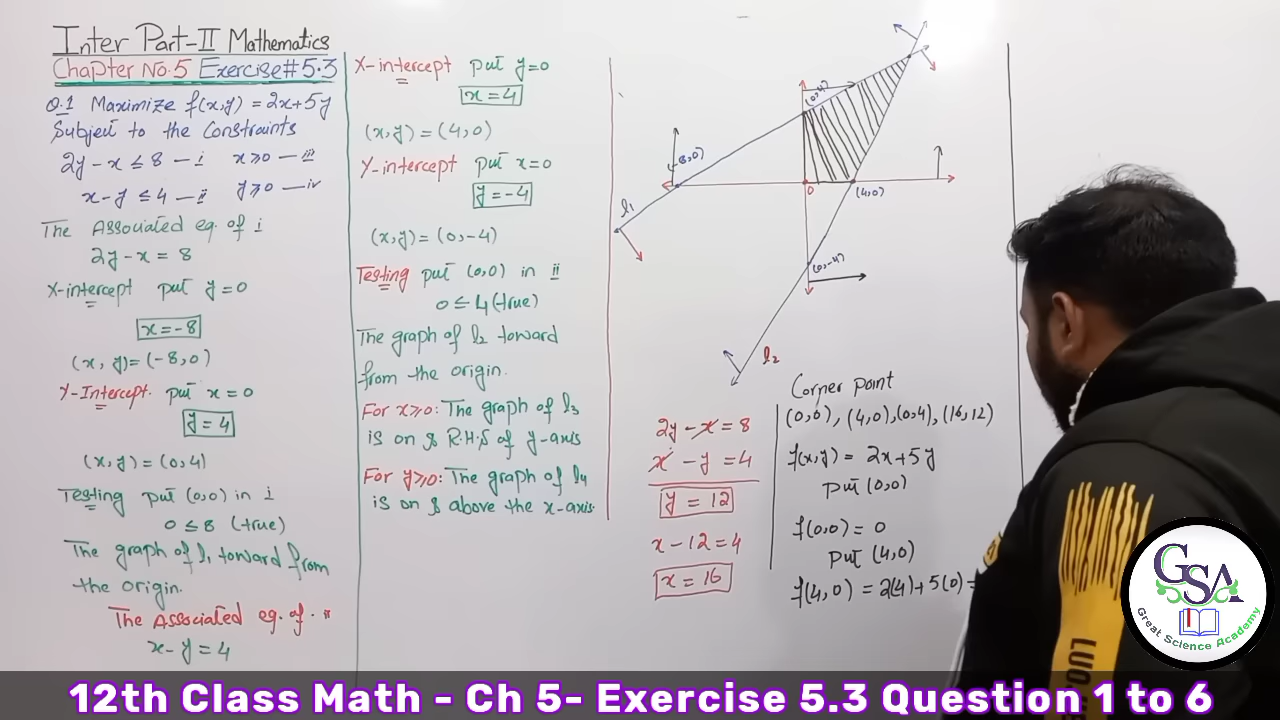 Inter Part-II Mathematics
Chapter No.5 Exercise# 5.3
Q.1 Maximize f(x,y) = 2x+5y
Subject to the Constraints
2y-x ≤ 8 — i x≥0 — iii
x-y ≤ 4 — ii y≥0 — iv
The Associated eq. of i
2y-x = 8
X-intercept put y=0
x=-8
(x, y)=(-8,0)
Y-Intercept. put x=0
y=4
(x,y)=(0,4)
Testing put (0,0) in i
0≤8 (true)
The graph of l1 toward from
the origin.
The Associated eq. of. ii
x-y=4
X-intercept put y=0
x=4
(x,y)=(4,0)
Y-intercept put x=0
y=-4
(x,y)=(0,-4)
Testing put (0,0) in ii
0≤4(true)
The graph of l2 toward
from the origin.
For x≥0: The graph of l3
is on & R.H.S of y-axis
For y≥0: The graph of l4
is on & above the x-axis
(0,4)
(-8,0)
l1
0
(4,0)
(0,-4)
l2
2y-x=8
x-y=4
y=12
x-12=4
x=16
Corner point
(0,0), (4,0),(0,4),(16,12)
f(x,y) = 2x+5y
put (0,0)
f(0,0)=0
put (4,0)
f(4,0) = 2(4)+5(0)=
GSA
Great Science Academy
12th Class Math - Ch 5- Exercise 5.3 Question 1 to 6